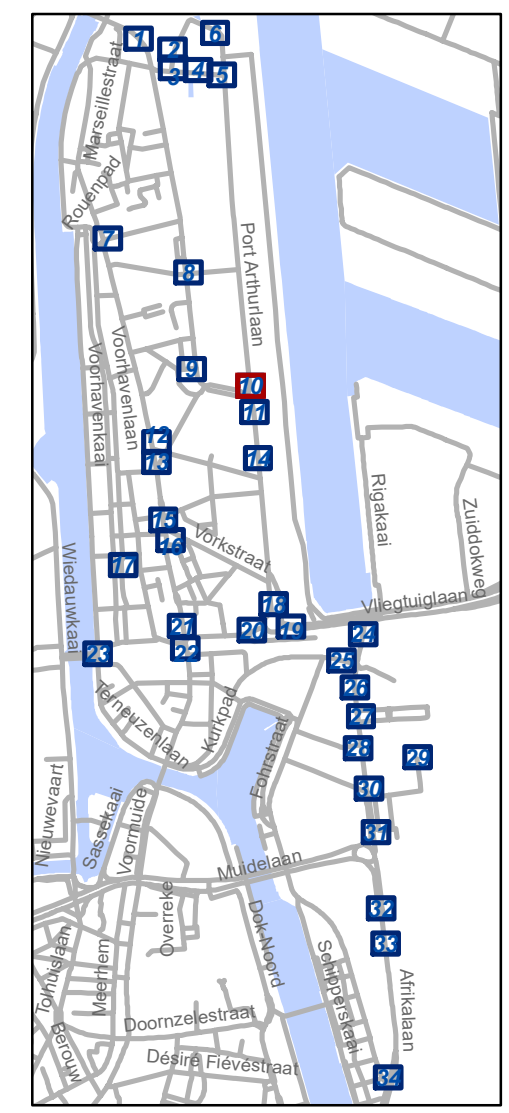 1
2
6
3
4
5
Marseillestraat
Rouenpad
7
Port Arthurlaan
8
Voorhavenlaan
Voorhavenkaai
9
10
11
12
13
14
Rigakaai
Zuiddokweg
15
16
Vorkstraat
17
Wiedauwkaai
18
Vliegtuiglaan
19
20
21
22
23
24
25
26
27
28
29
30
31
Terneuzenlaan
Kurkpad
Fohrstraat
Nieuwevaart
Sassekaai
Voormuide
Muidelaan
32
33
Overreke
Dok-Noord
Tolhuislaan
Meerhem
Schipperskaai
Afrikalaan
Doornzelestraat
Berouw
Désiré Fiévéstraat
34